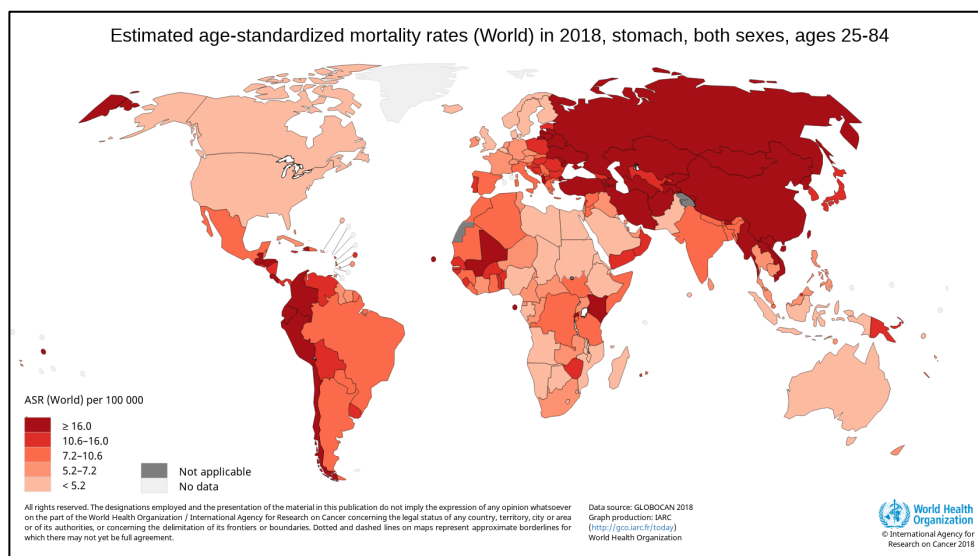 Estimated age-standardized mortality rates (World) in 2018, stomach, both sexes, ages 25-84
ASR (World) per 100 000
≥ 16.0
10.6–16.0
7.2–10.6
5.2–7.2
< 5.2
Not applicable
No data
All rights reserved. The designations employed and the presentation of the material in this publication do not imply the expression of any opinion whatsoever
on the part of the World Health Organization / International Agency for Research on Cancer concerning the legal status of any country, territory, city or area
or of its authorities, or concerning the delimitation of its frontiers or boundaries. Dotted and dashed lines on maps represent approximate borderlines for
which there may not yet be full agreement.
Data source: GLOBOCAN 2018
Graph production: IARC
(http://gco.iarc.fr/today)
World Health Organization
World Health
Organization
© International Agency for
Research on Cancer 2018